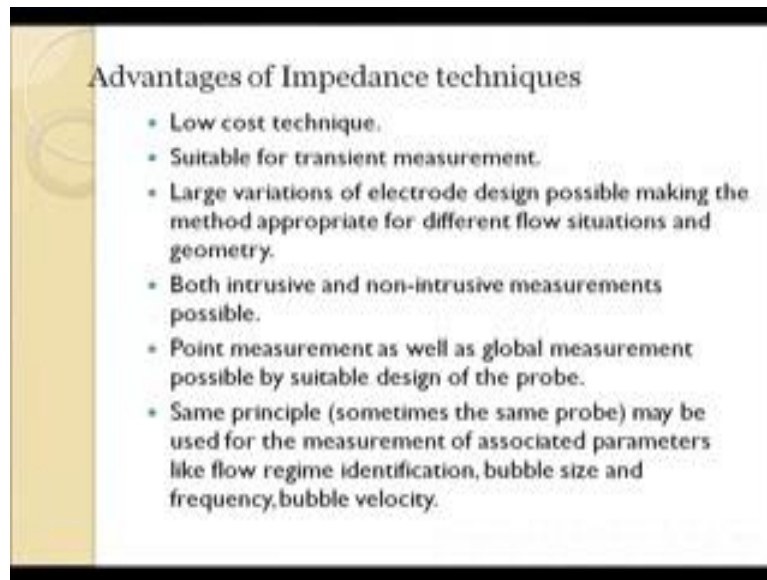 Advantages of Impedance techniques
• Low cost technique.
• Suitable for transient measurement.
• Large variations of electrode design possible making the
method appropriate for different flow situations and
geometry.
• Both intrusive and non-intrusive measurements
possible.
• Point measurement as well as global measurement
possible by suitable design of the probe.
• Same principle (sometimes the same probe) may be
used for the measurement of associated parameters
like flow regime identification, bubble size and
frequency,bubble velocity.